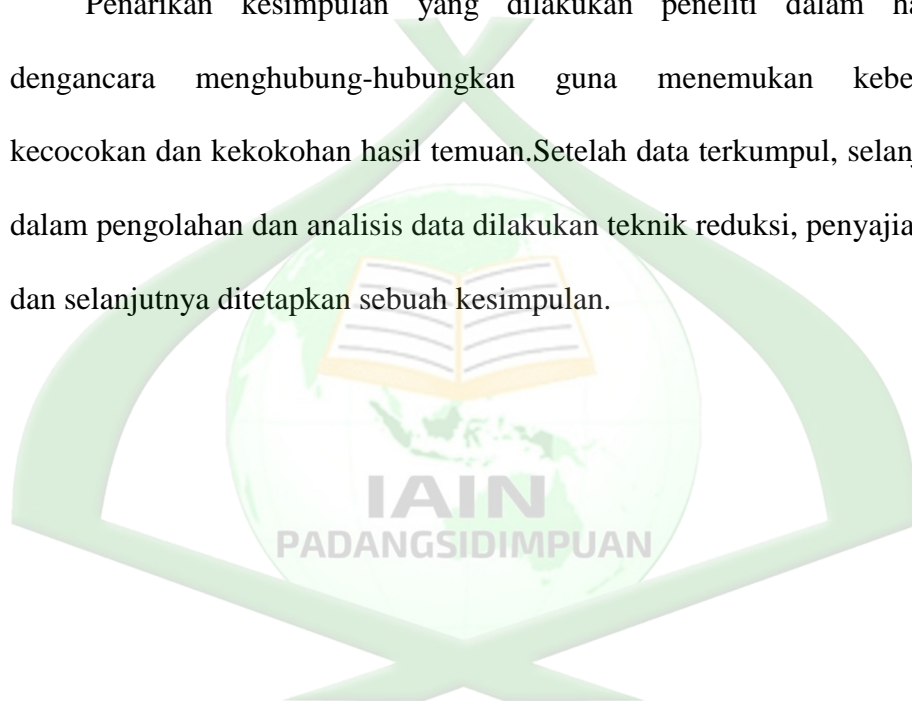 Penarikan kesimpulan yang dilakukan peneliti dalam
dengancara menghubung-hubungkan guna menemukan
kecocokan dan kekokohan hasil temuan.Setelah data terkumpul,
dalam pengolahan dan analisis data dilakukan teknik reduksi,
dan selanjutnya ditetapkan sebuah kesimpulan.
IAIN
PADANGSIDIMPUAN